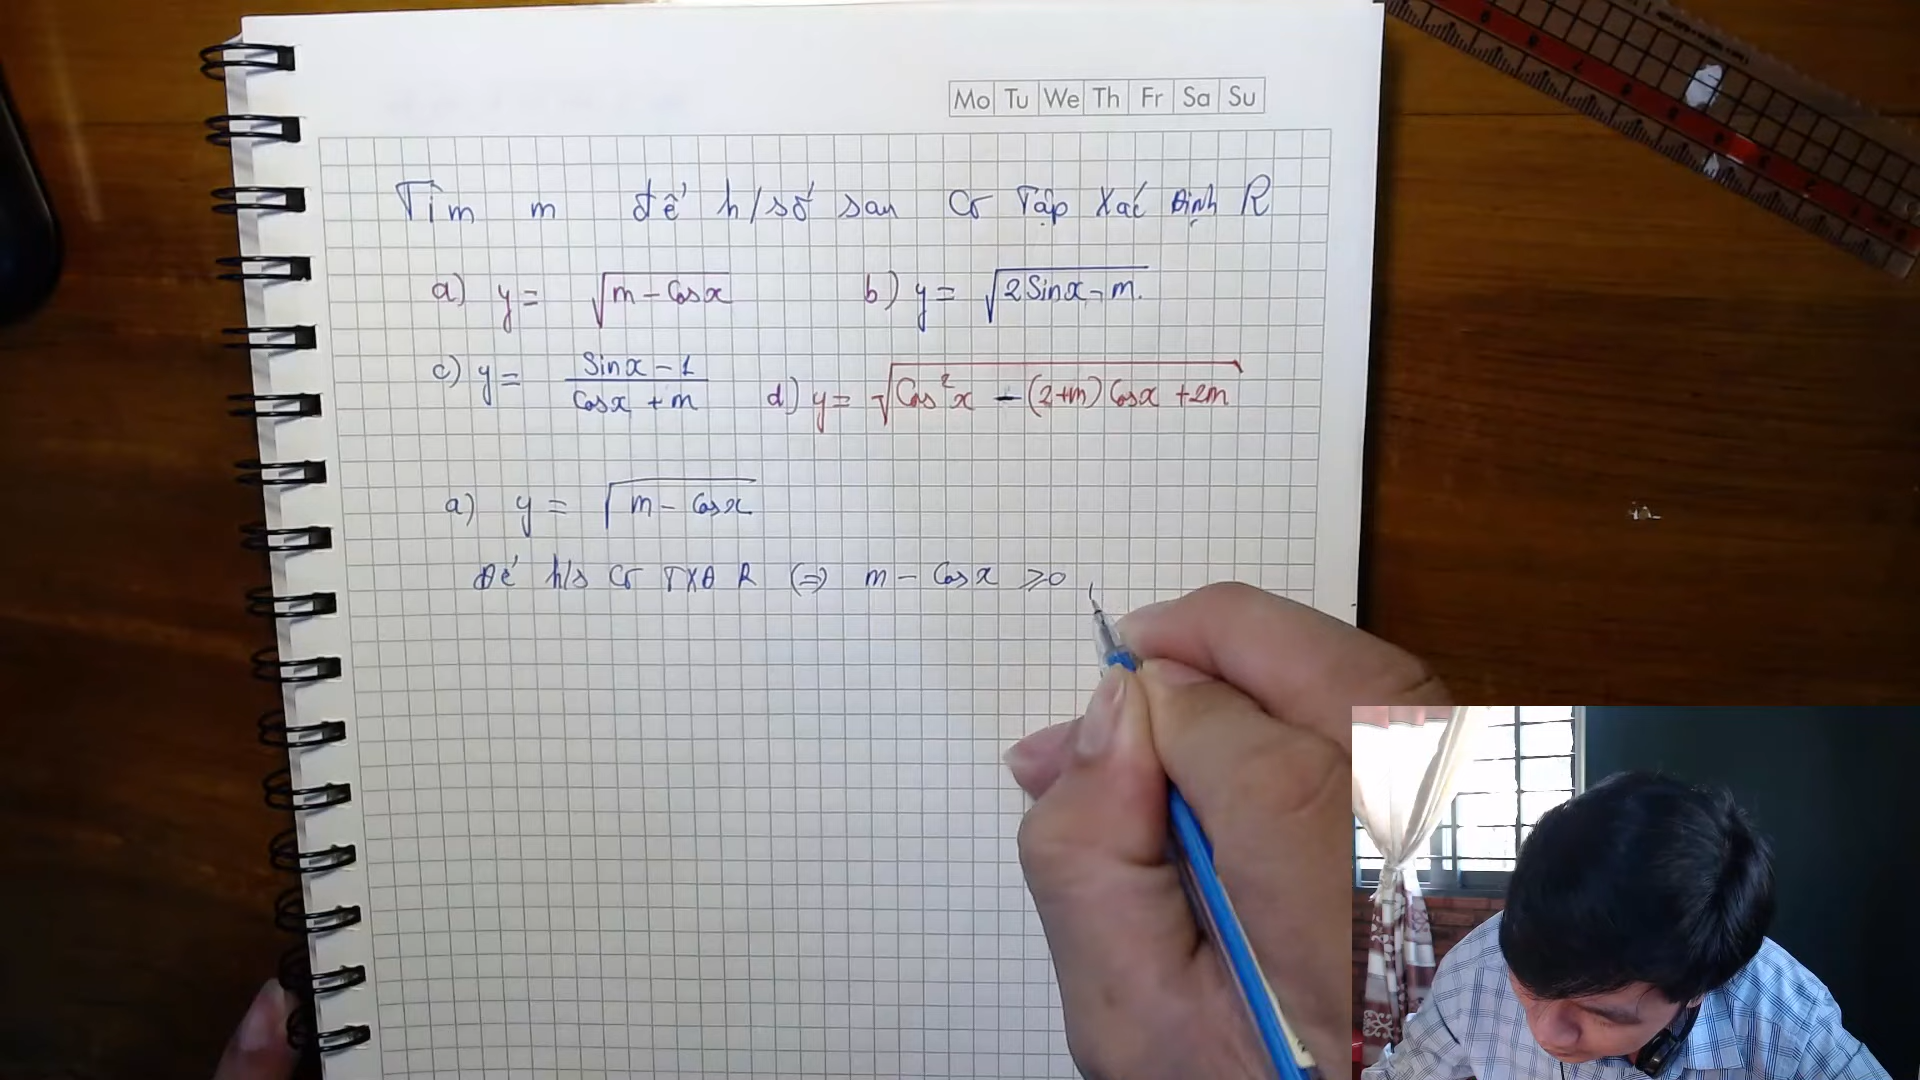 Mo Tu We Th Fr Sa Su
Tìm m để h/số sau có Tập Xác Định R
a) y = √(m - Cosx) b) y = √(2Sinx - m)
c) y = (Sinx - 1)/(Cosx + m) d) y = √(Cos²x - (2+m)Cosx + 2m)
a) y = √(m - Cosx)
Để h/s có TXĐ R ⇔ m - Cosx ≥ 0,